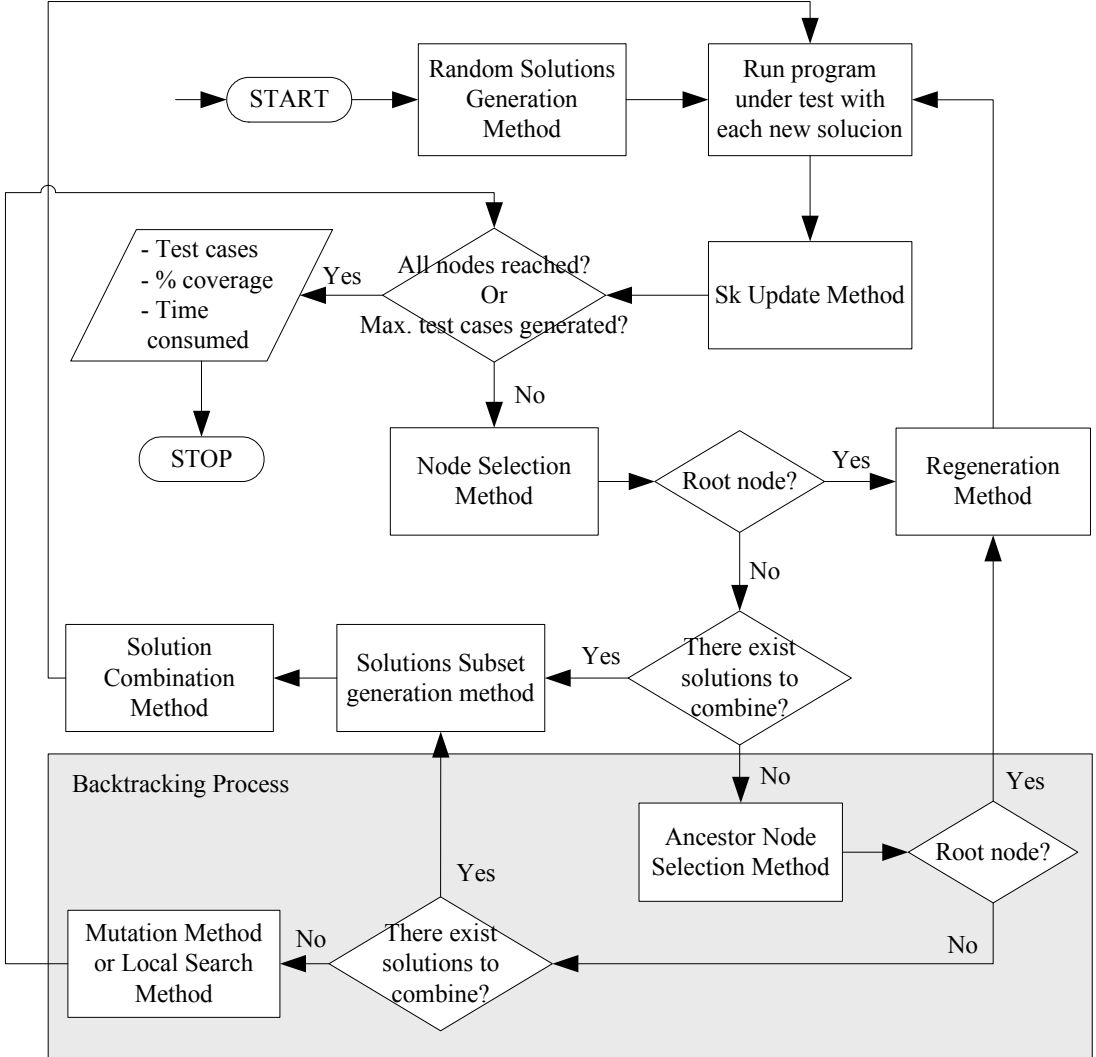 START
Random Solutions
Generation
Method
Run program
under test with
each new solucion
- Test cases
- % coverage
- Time
consumed
Yes
All nodes reached?
Or
Max. test cases generated?
Sk Update Method
No
STOP
Node Selection
Method
Root node?
Yes
Regeneration
Method
No
Solution
Combination
Method
Solutions Subset
generation method
Yes
There exist
solutions to
combine?
No
Backtracking Process
Ancestor Node
Selection Method
Root node?
Yes
No
Yes
There exist
solutions to
combine?
No
Mutation Method
or Local Search
Method